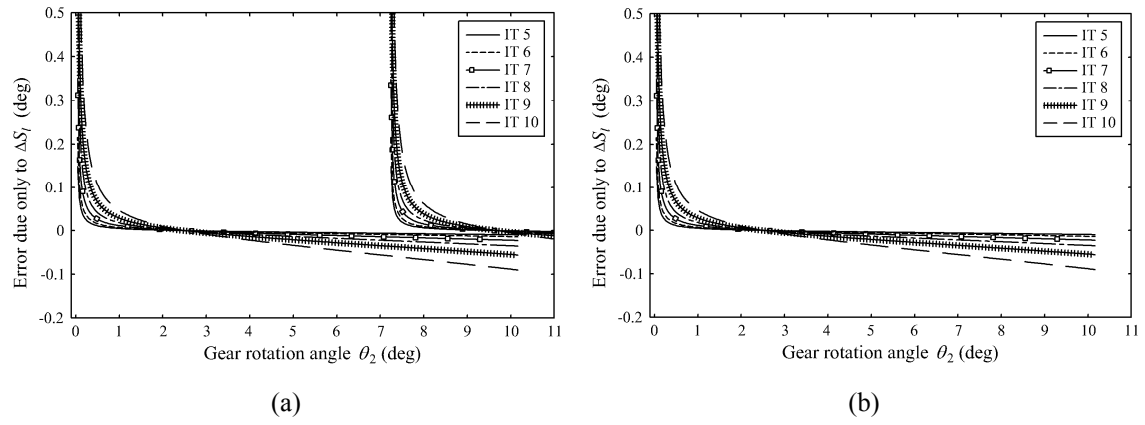 0.5
0.4
0.3
0.2
0.1
0
-0.1
-0.2
Error due only to ΔS_l (deg)
IT 5
IT 6
IT 7
IT 8
IT 9
IT 10
0 1 2 3 4 5 6 7 8 9 10 11
Gear rotation angle θ_2 (deg)
(a)
0.5
0.4
0.3
0.2
0.1
0
-0.1
-0.2
Error due only to ΔS_l (deg)
IT 5
IT 6
IT 7
IT 8
IT 9
IT 10
0 1 2 3 4 5 6 7 8 9 10 11
Gear rotation angle θ_2 (deg)
(b)